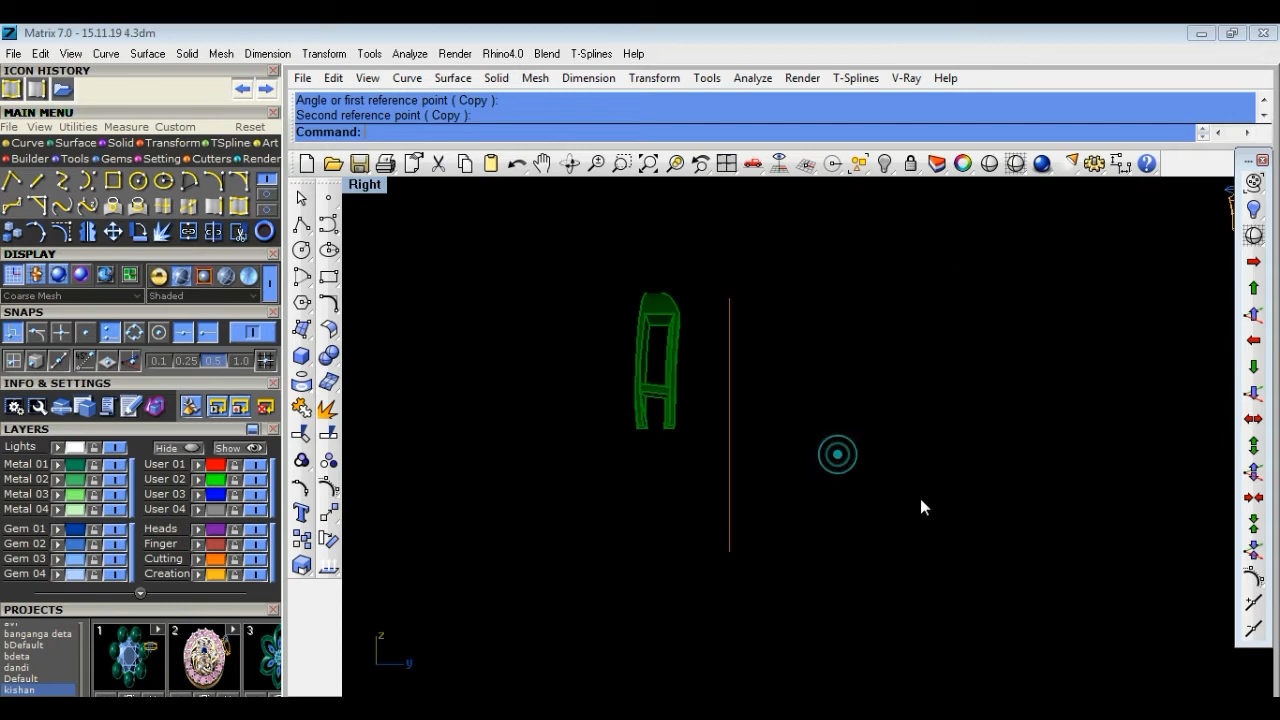 Matrix 7.0 - 15.11.19 4.3dm
File Edit View Curve Surface Solid Mesh Dimension Transform Tools Analyze Render Rhino4.0 Blend T-Splines Help
ICON HISTORY
MAIN MENU
File View Utilities Measure Custom Reset
Curve Surface Solid Transform TSpline Art
Builder Tools Gems Setting Cutters Render
DISPLAY
Coarse Mesh Shaded
SNAPS
0.1 0.25 0.5 1.0
INFO & SETTINGS
LAYERS
Lights Hide Show
Metal 01 User 01
Metal 02 User 02
Metal 03 User 03
Metal 04 User 04
Gem 01 Heads
Gem 02 Finger
Gem 03 Cutting
Gem 04 Creation
PROJECTS
banganga deta
bDefault
bdeta
dandi
Default
kishan
1 2 3
File Edit View Curve Surface Solid Mesh Dimension Transform Tools Analyze Render T-Splines V-Ray Help
Angle or first reference point ( Copy ):
Second reference point ( Copy ):
Command:
Right
z
y